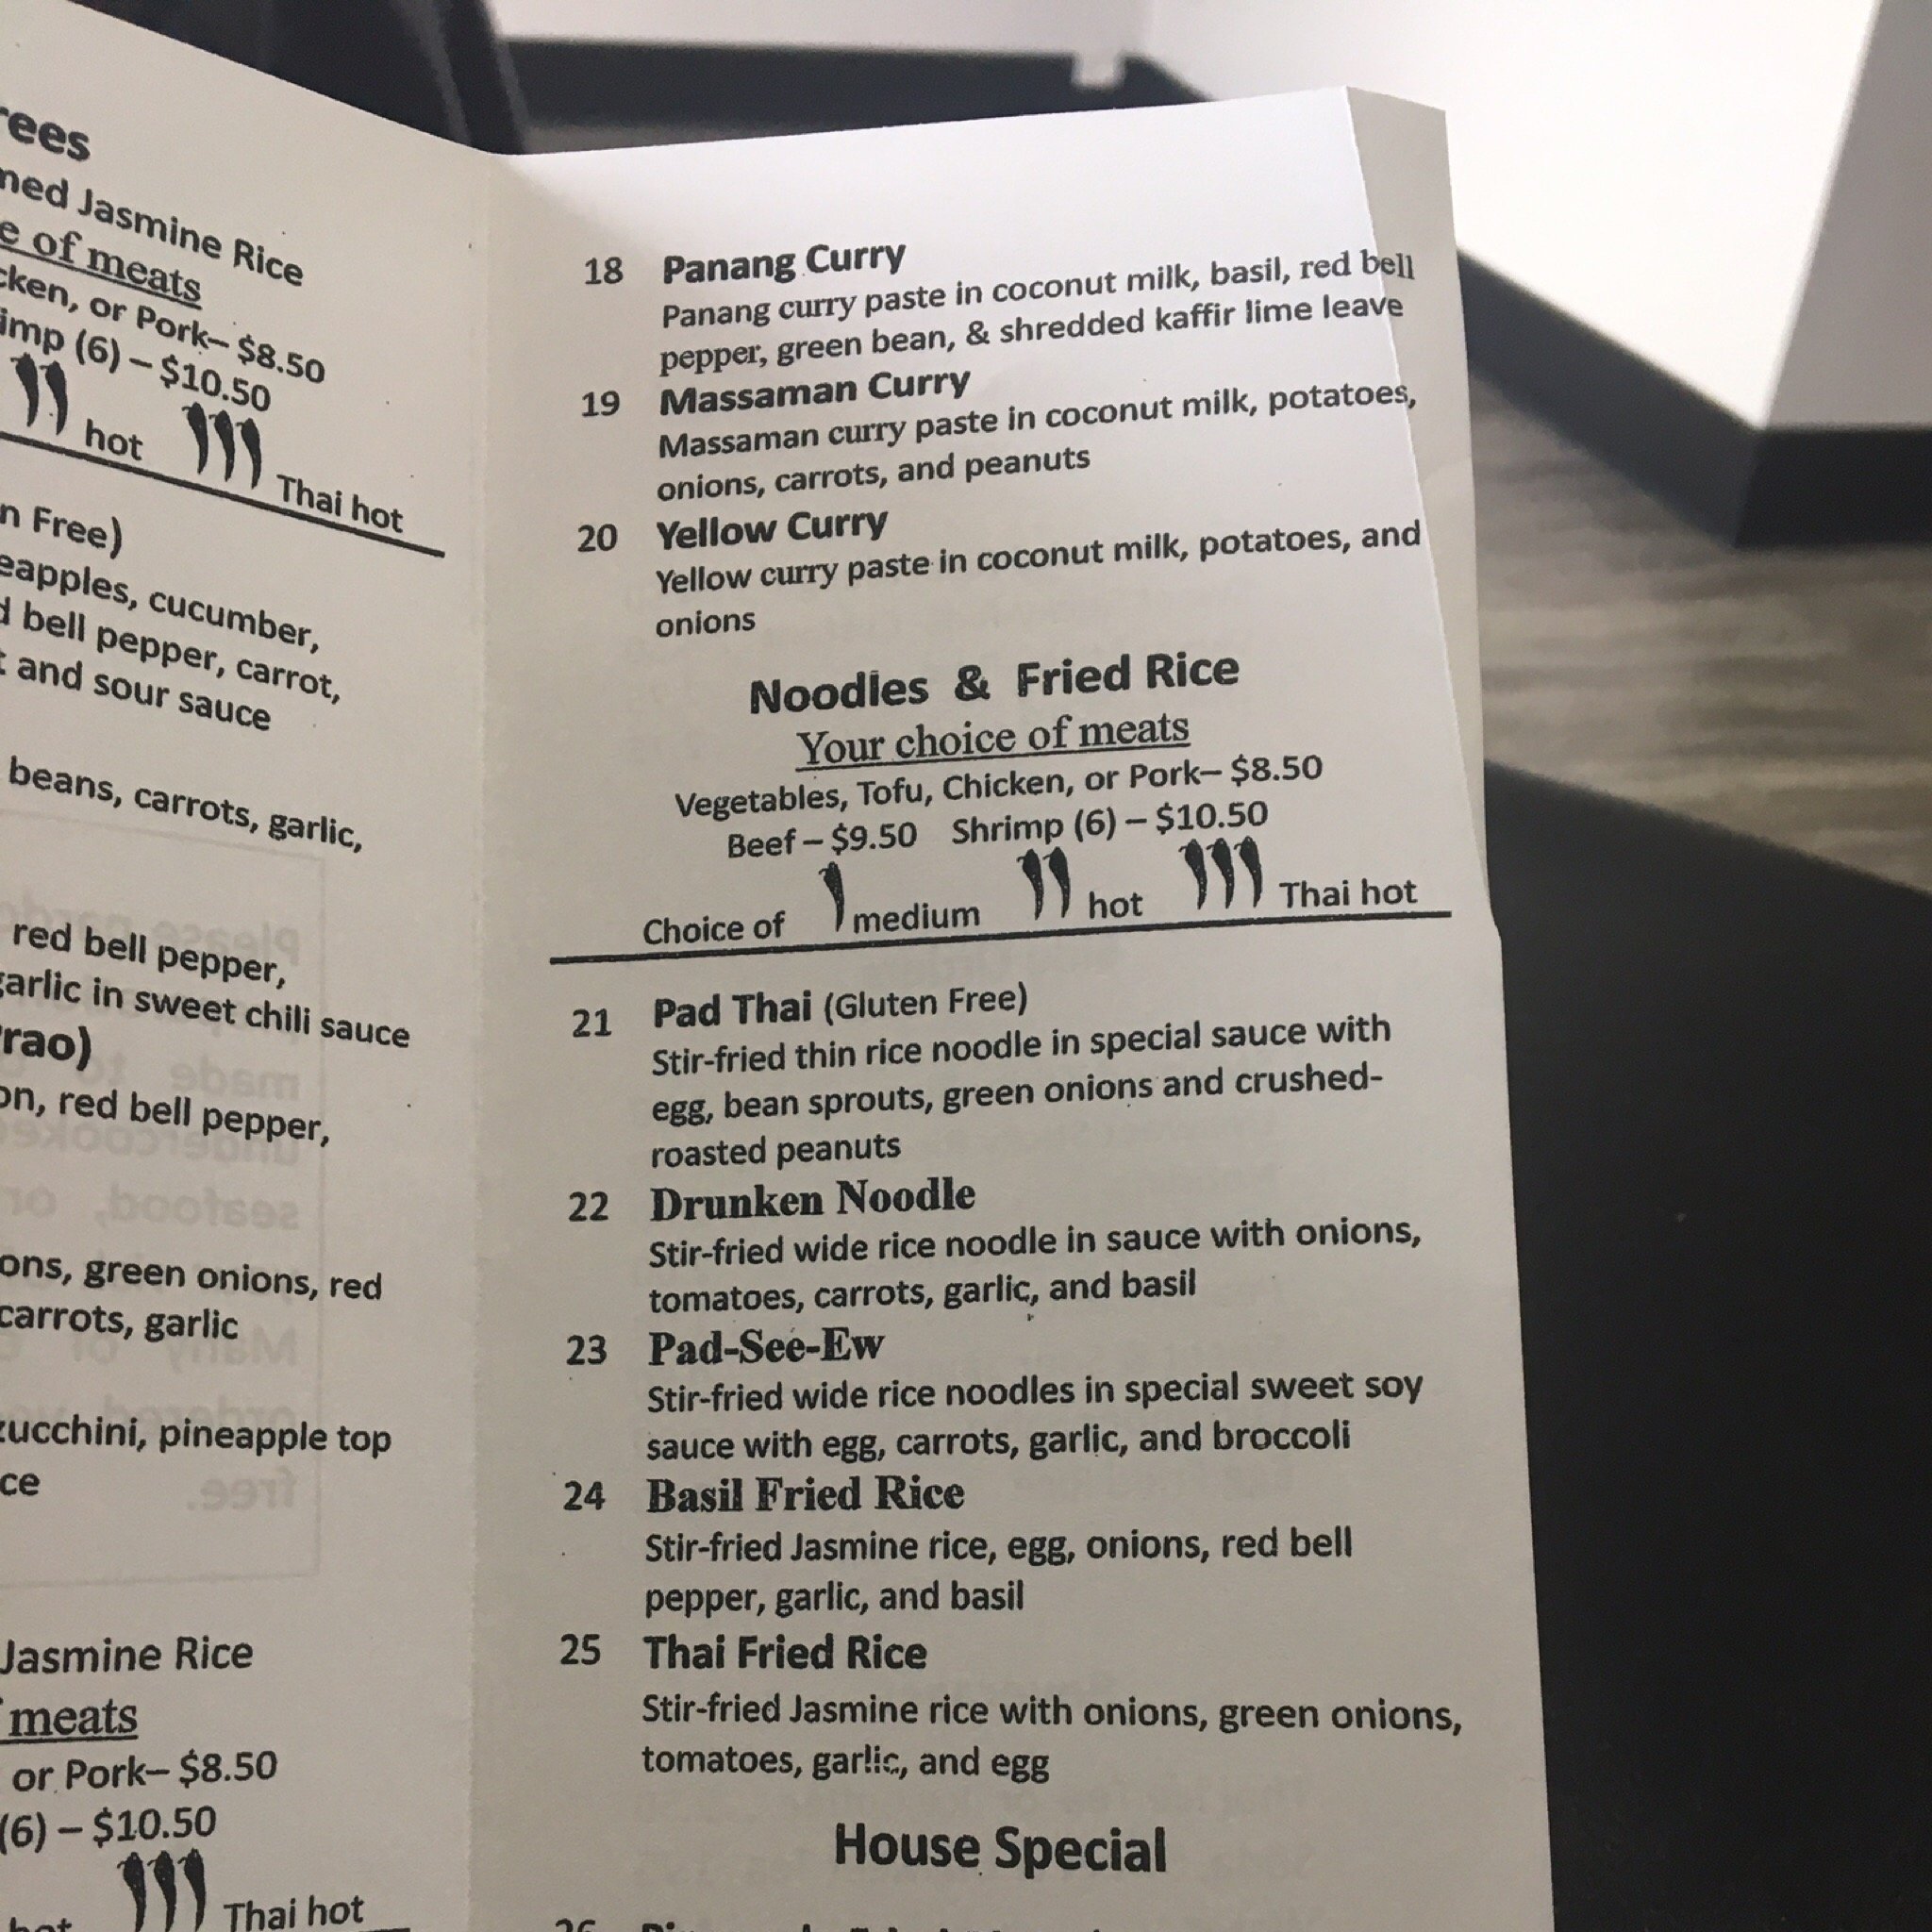 rees
Jasmine Rice
of meats
or Pork– $8.50
(6) – $10.50
hot Thai hot
Free)
cucumber,
bell pepper, carrot,
and sour sauce
beans, carrots, garlic,
red bell pepper,
garlic in sweet chili sauce
rao)
red bell pepper,
green onions, red
carrots, garlic
zucchini, pineapple top
ce
Jasmine Rice
meats
or Pork– $8.50
(6) – $10.50
hot Thai hot
18 Panang Curry
Panang curry paste in coconut milk, basil, red bell
pepper, green bean, & shredded kaffir lime leave
19 Massaman Curry
Massaman curry paste in coconut milk, potatoes,
onions, carrots, and peanuts
20 Yellow Curry
Yellow curry paste in coconut milk, potatoes, and
onions
Noodles & Fried Rice
Your choice of meats
Vegetables, Tofu, Chicken, or Pork– $8.50
Beef – $9.50 Shrimp (6) – $10.50
Choice of medium hot Thai hot
21 Pad Thai (Gluten Free)
Stir-fried thin rice noodle in special sauce with
egg, bean sprouts, green onions and crushed-
roasted peanuts
22 Drunken Noodle
Stir-fried wide rice noodle in sauce with onions,
tomatoes, carrots, garlic, and basil
23 Pad-See-Ew
Stir-fried wide rice noodles in special sweet soy
sauce with egg, carrots, garlic, and broccoli
24 Basil Fried Rice
Stir-fried Jasmine rice, egg, onions, red bell
pepper, garlic, and basil
25 Thai Fried Rice
Stir-fried Jasmine rice with onions, green onions,
tomatoes, garlic, and egg
House Special